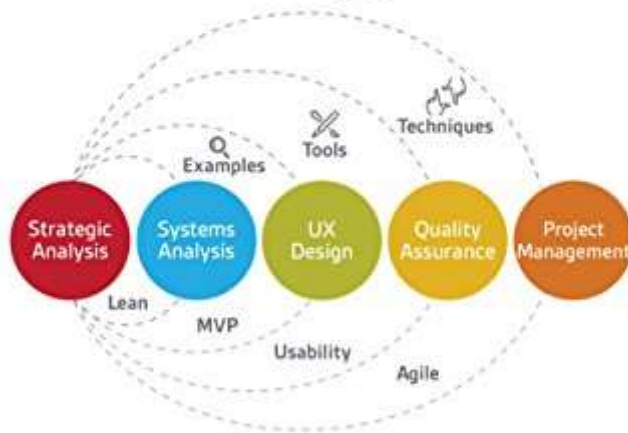 Techniques
Tools
Examples
Strategic
Analysis
Systems
Analysis
UX
Design
Quality
Assurance
Project
Management
Lean
MVP
Usability
Agile